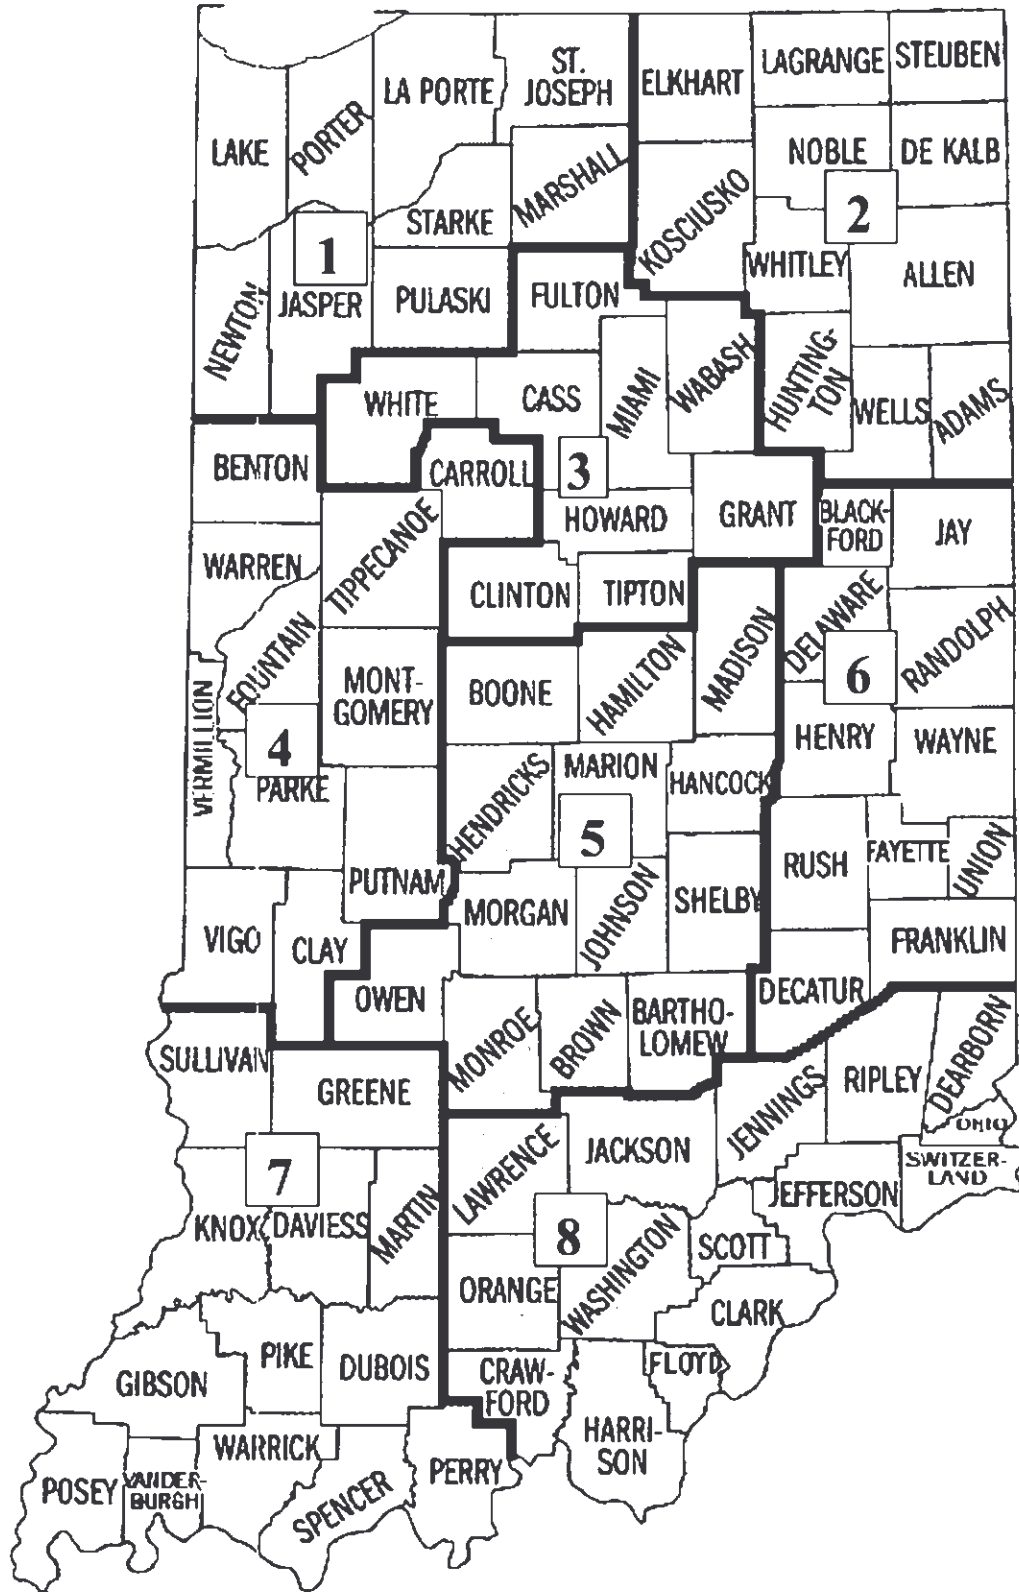 ST.
JOSEPH
LA PORTE
ELKHART
LAGRANGE
STEUBEN
LAKE
PORTER
STARKE
MARSHALL
KOSCIUSKO
NOBLE
DE KALB
1
2
NEWTON
JASPER
PULASKI
FULTON
WHITLEY
ALLEN
WHITE
CASS
MIAMI
WABASH
HUNTING-
TON
WELLS
ADAMS
BENTON
CARROLL
3
HOWARD
GRANT
BLACK-
FORD
JAY
WARREN
TIPPECANOE
CLINTON
TIPTON
MADISON
DELAWARE
RANDOLPH
FOUNTAIN
MONT-
GOMERY
BOONE
HAMILTON
6
VERMILLION
4
PARKE
HENDRICKS
MARION
HANCOCK
HENRY
WAYNE
5
PUTNAM
MORGAN
JOHNSON
SHELBY
RUSH
FAYETTE
UNION
VIGO
CLAY
OWEN
MONROE
BROWN
BARTHO-
LOMEW
DECATUR
FRANKLIN
SULLIVAN
GREENE
JENNINGS
RIPLEY
DEARBORN
OHIO
SWITZER-
LAND
7
LAWRENCE
JACKSON
JEFFERSON
KNOX
DAVIESS
MARTIN
8
ORANGE
WASHINGTON
SCOTT
CLARK
GIBSON
PIKE
DUBOIS
CRAW-
FORD
FLOYD
HARRI-
SON
POSEY
VANDER-
BURGH
WARRICK
SPENCER
PERRY